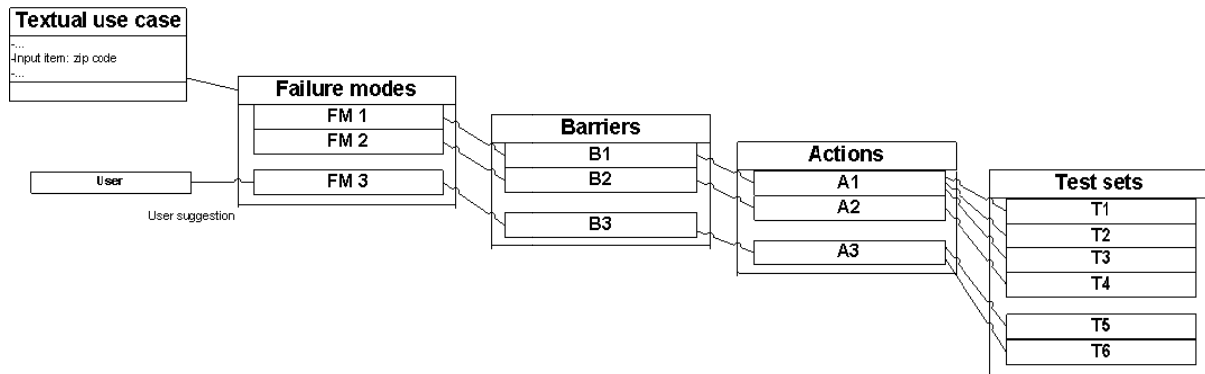 Textual use case
-...
-Input item: zip code
-...
Failure modes
FM 1
FM 2
FM 3
User
User suggestion
Barriers
B1
B2
B3
Actions
A1
A2
A3
Test sets
T1
T2
T3
T4
T5
T6